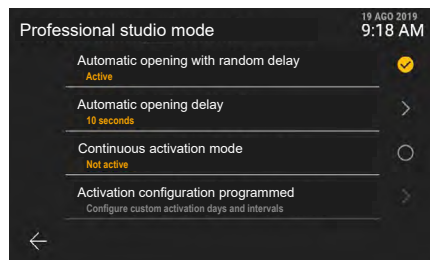 19 AGO 2019
Professional studio mode 9:18 AM
Automatic opening with random delay
Active
Automatic opening delay
10 seconds
Continuous activation mode
Not active
Activation configuration programmed
Configure custom activation days and intervals